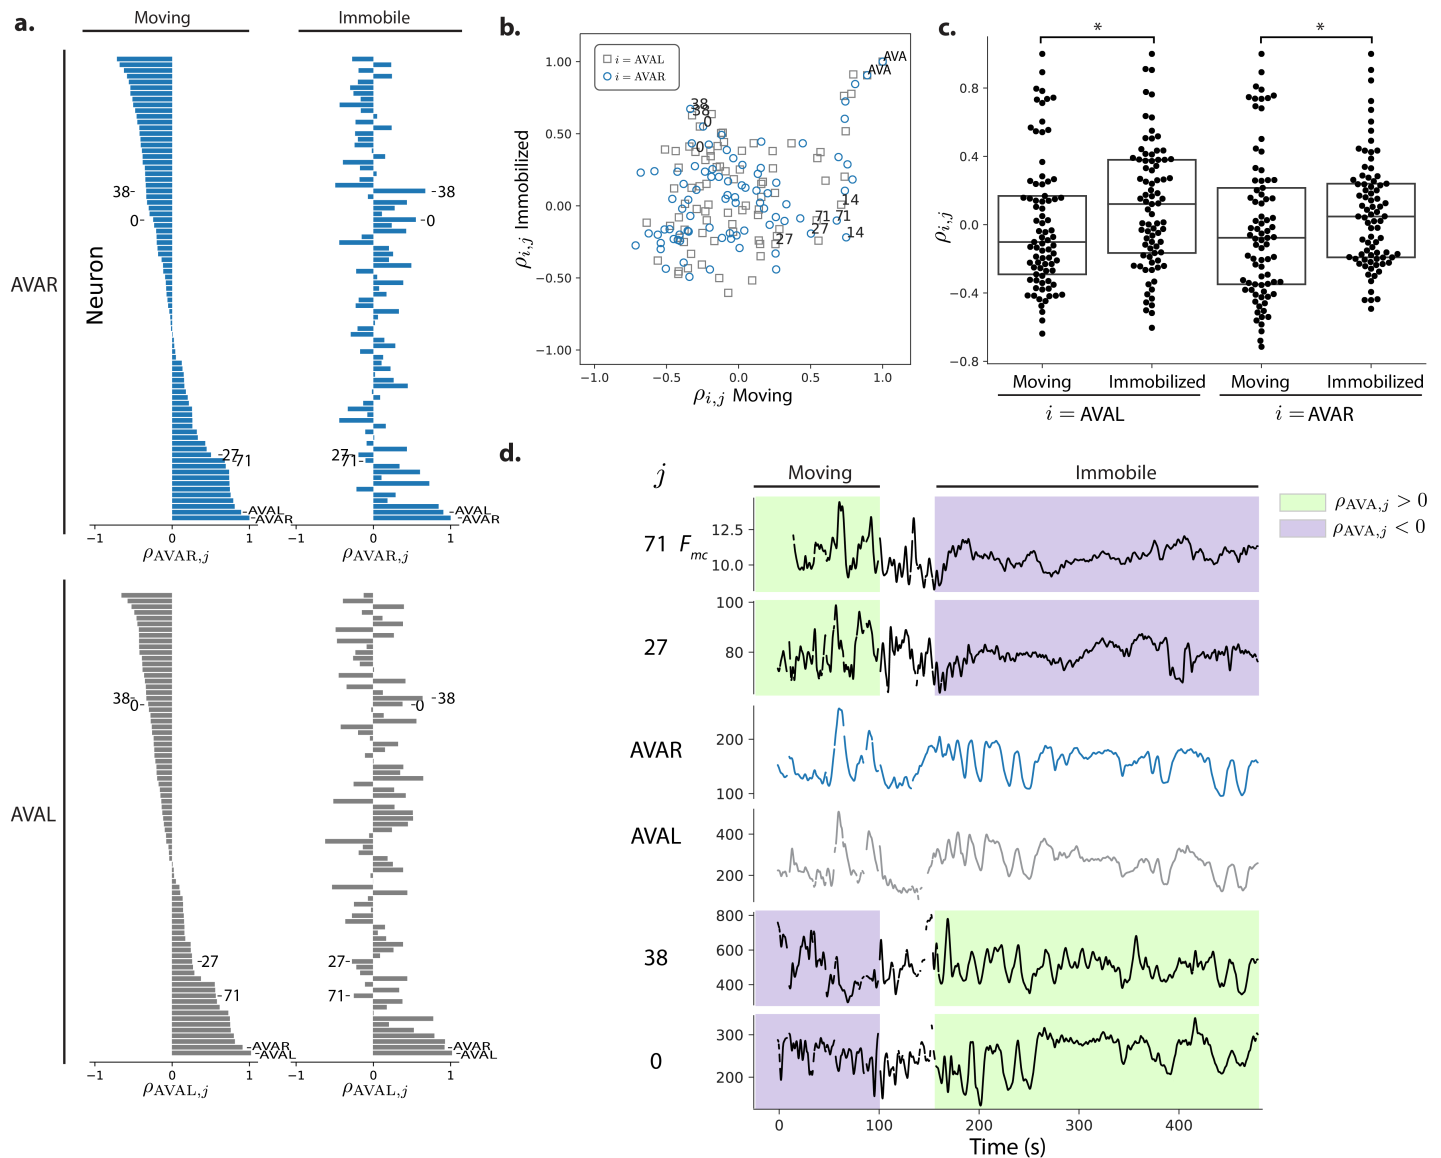 a.
Moving
Immobile
AVAR
Neuron
38-
0-
-38
-0
-27
71
27-
71-
-AVAL
-AVAR
-AVAL
-AVAR
−1
0
1
−1
0
1
ρAVAR,j
ρAVAR,j
AVAL
38-
0-
-38
-0
-27
-71
27-
71-
-AVAR
-AVAL
-AVAR
-AVAL
−1
0
1
−1
0
1
ρAVAL,j
ρAVAL,j
b.
i = AVAL
i = AVAR
AVA
AVA
38
38
0
0
14
71
71
27
14
27
1.00
0.50
0.00
−0.50
−1.00
ρi,j Immobilized
−1.0
−0.5
0.0
0.5
1.0
ρi,j Moving
c.
*
*
0.8
0.4
0.0
−0.4
−0.8
ρi,j
Moving
Immobilized
Moving
Immobilized
i = AVAL
i = AVAR
d.
j
Moving
Immobile
ρAVA,j > 0
ρAVA,j < 0
71
Fmc
12.5
10.0
27
100
80
AVAR
200
100
AVAL
400
200
38
800
600
400
0
300
200
0
100
200
300
400
Time (s)